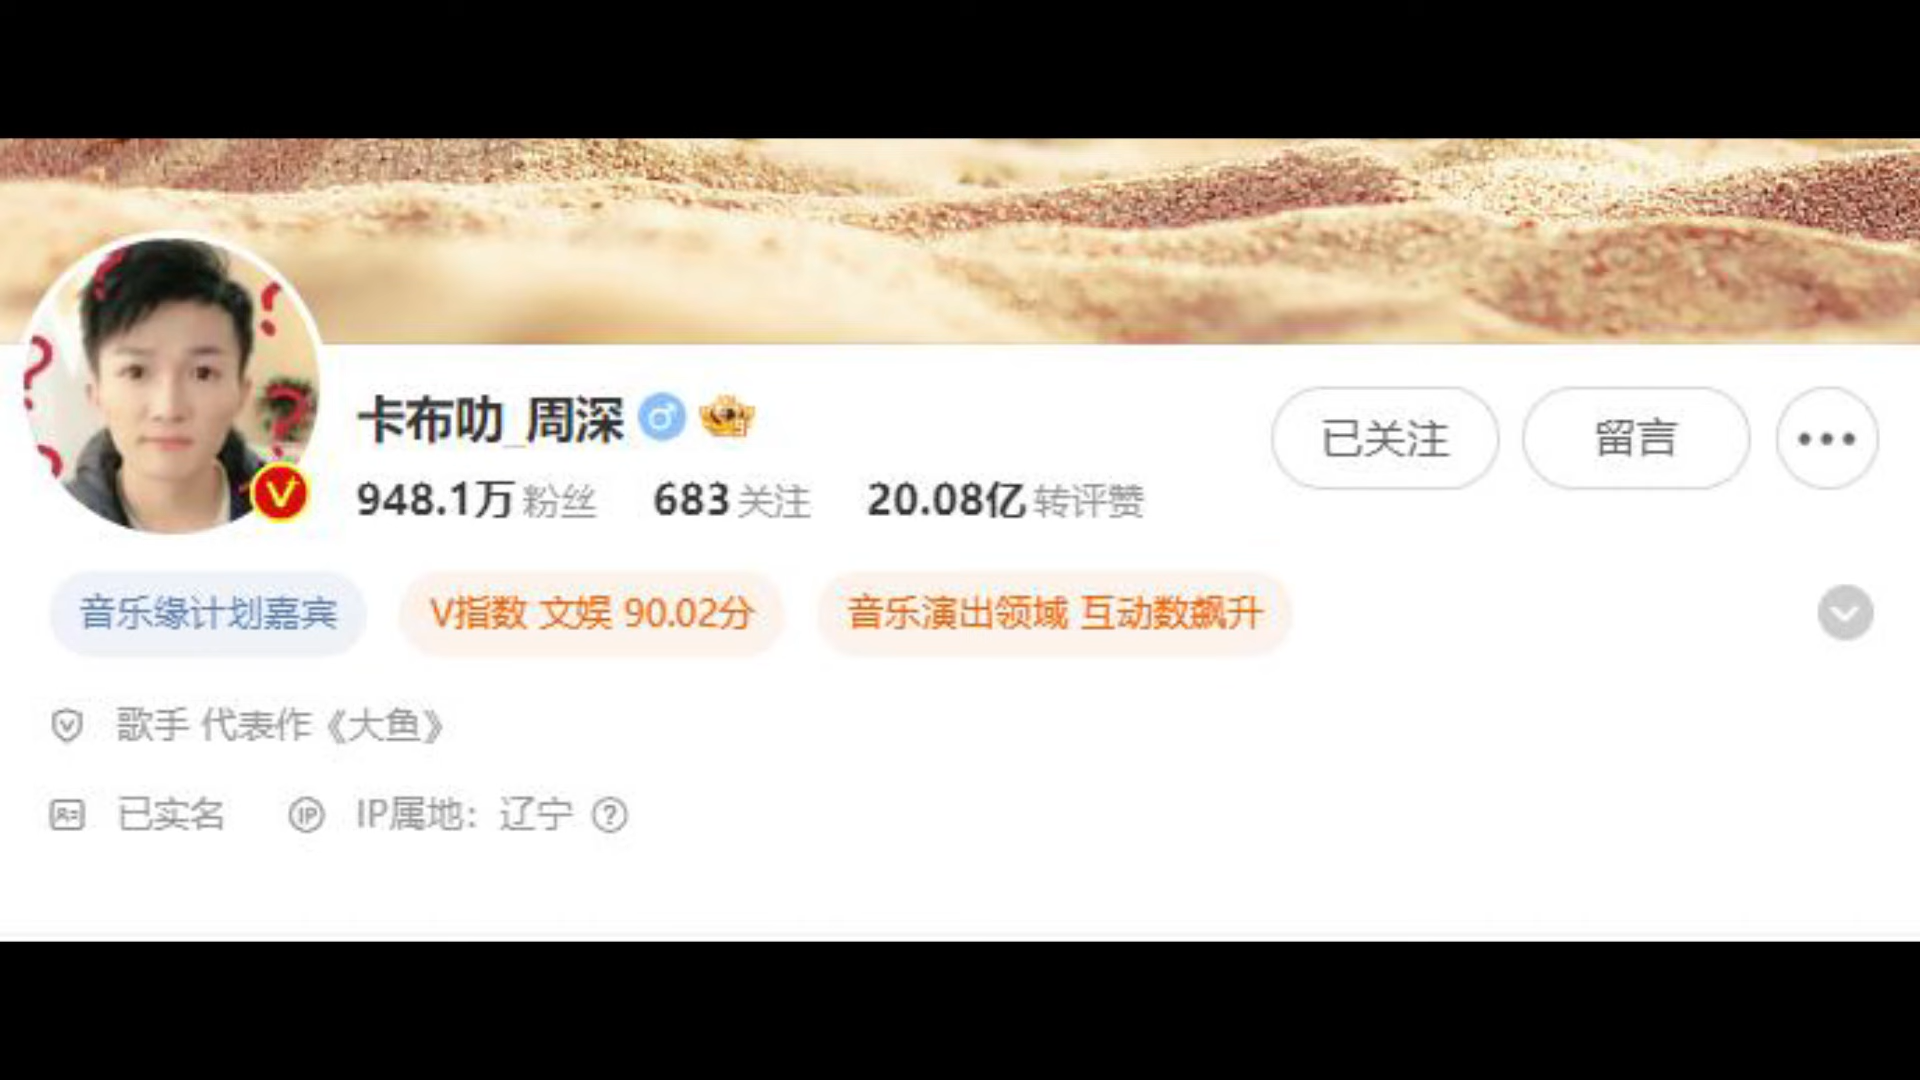 卡布叻_周深
948.1万 粉丝 683 关注 20.08亿 转评赞
已关注 留言
音乐缘计划嘉宾 V指数 文娱 90.02分 音乐演出领域 互动数飙升
歌手 代表作《大鱼》
已实名 IP IP属地：辽宁 ?